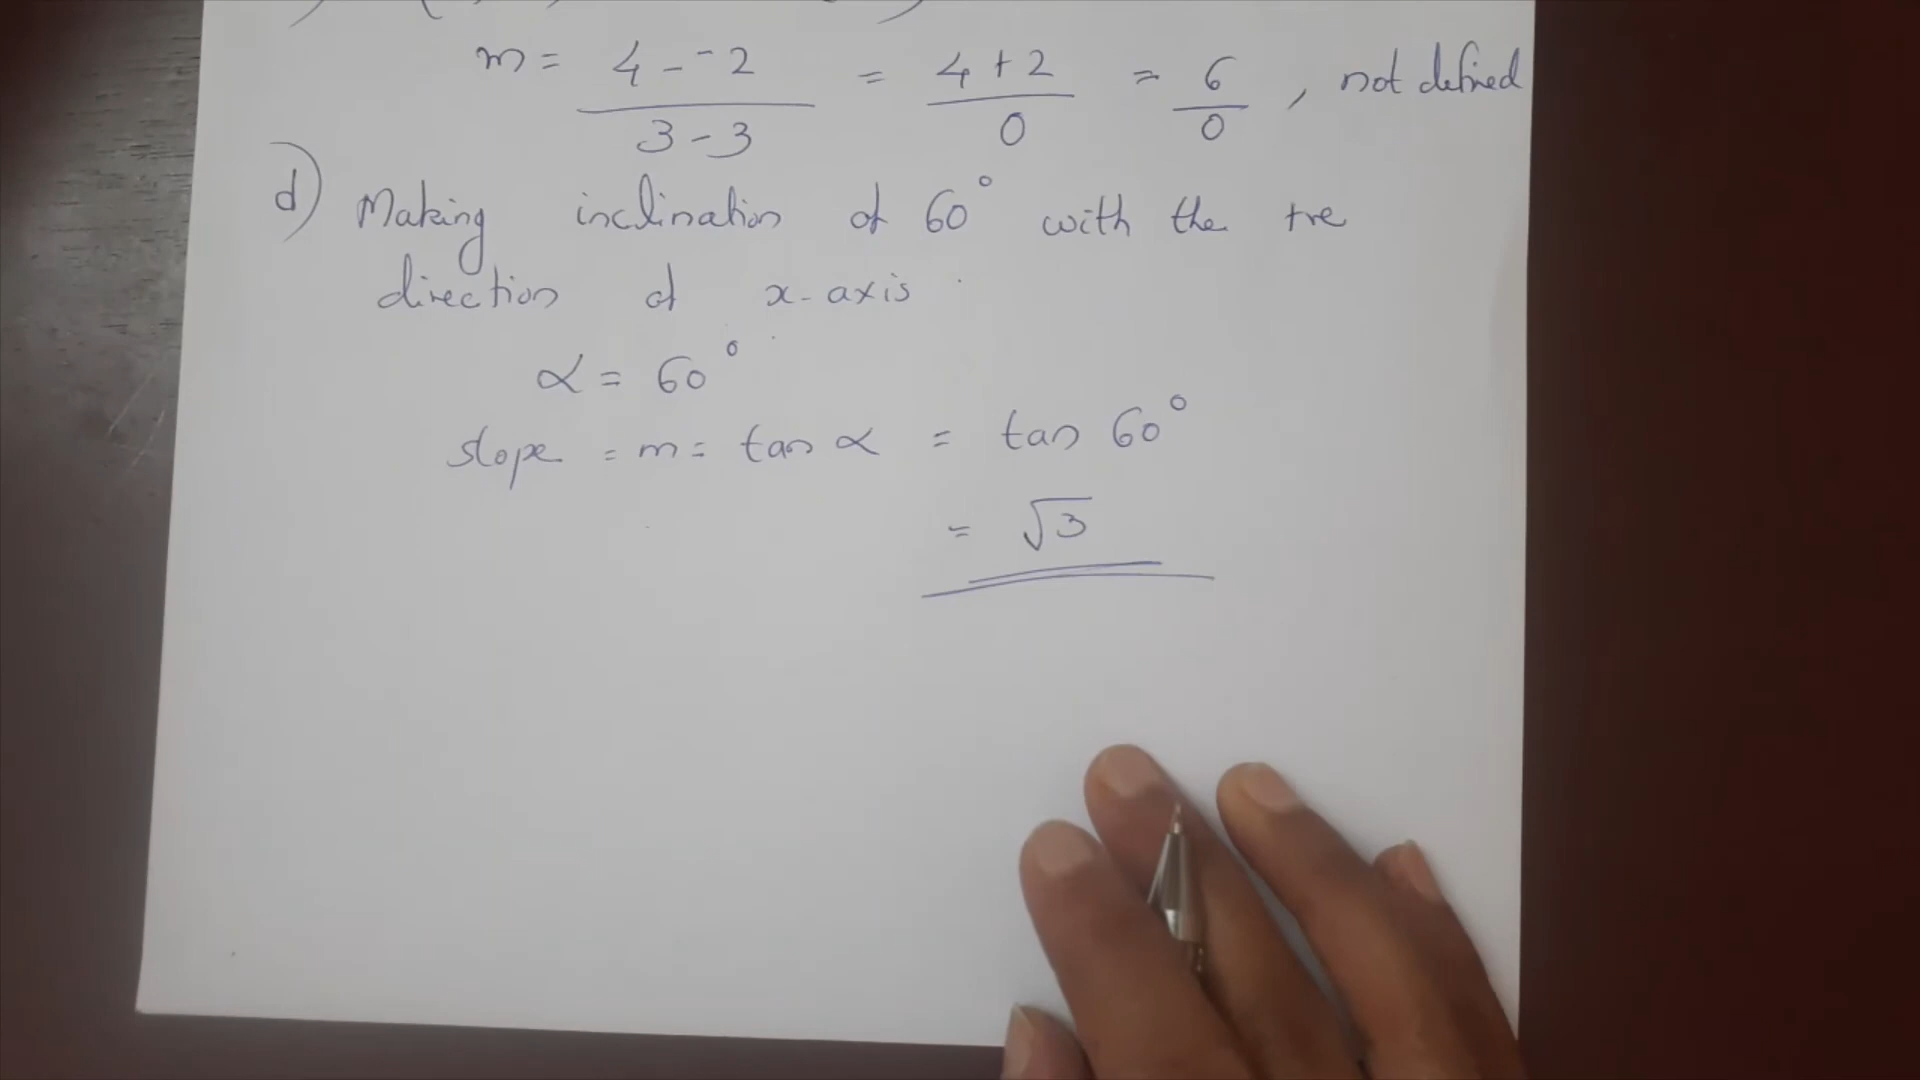 m = 4 - -2 / 3 - 3 = 4 + 2 / 0 = 6 / 0 , not defined
d) Making inclination of 60° with the +ve
direction of x-axis
α = 60°
slope = m = tan α = tan 60°
= √3